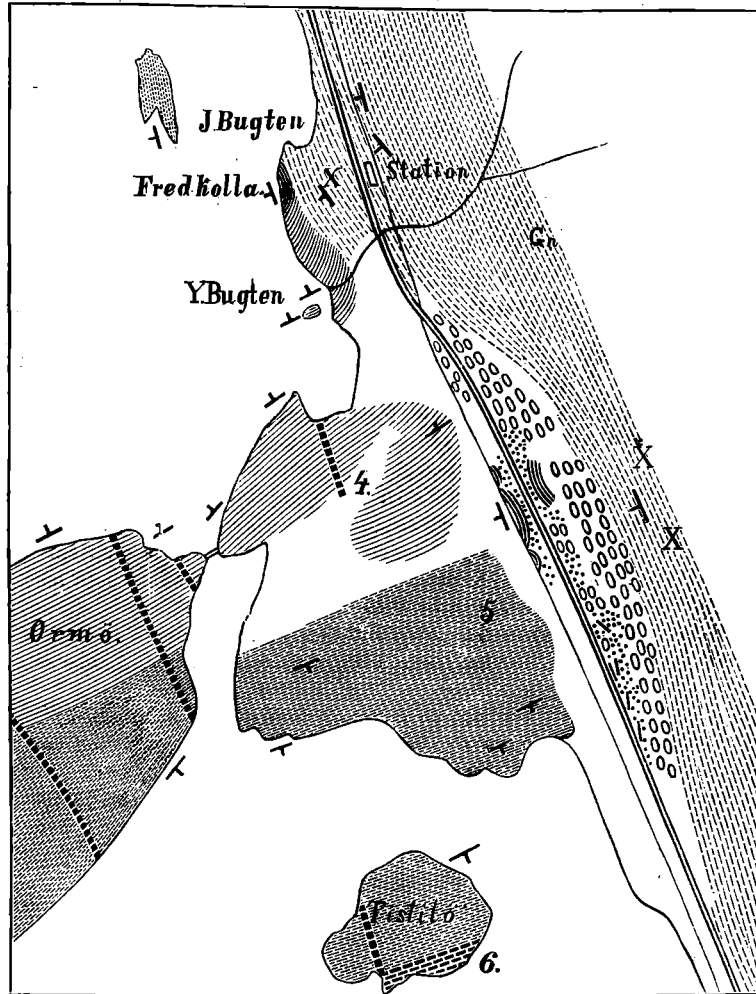 J.Bugten
Fredkolla.
X
Station
Gn
Y.Bugten
X
4.
X
5
Ormö.
Tistilö
6.